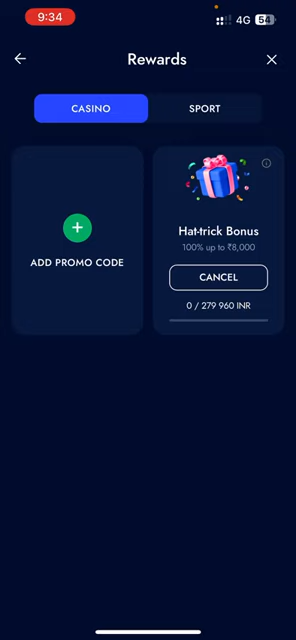 9:34
4G 54
Rewards
CASINO
SPORT
ADD PROMO CODE
Hat-trick Bonus
100% up to ₹8,000
CANCEL
0 / 279 960 INR